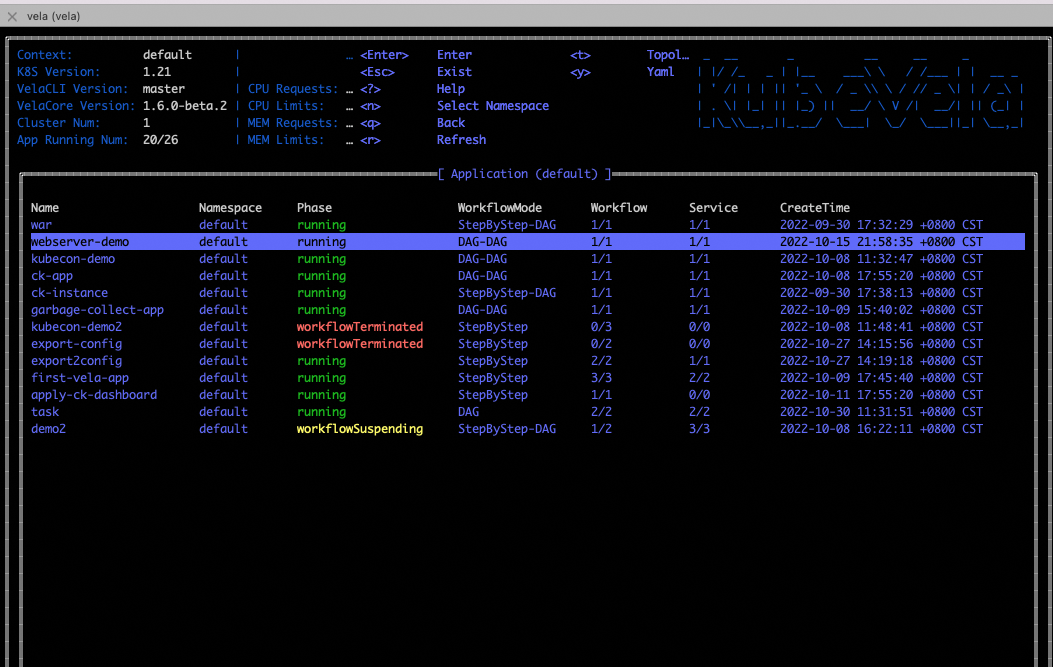 vela (vela)
Context: default | … <Enter> Enter <t> Topol…
K8S Version: 1.21 | <Esc> Exist <y> Yaml
VelaCLI Version: master | CPU Requests: … <?> Help
VelaCore Version: 1.6.0-beta.2 | CPU Limits: … <n> Select Namespace
Cluster Num: 1 | MEM Requests: … <q> Back
App Running Num: 20/26 | MEM Limits: … <r> Refresh
KubeVela
[ Application (default) ]
Name Namespace Phase WorkflowMode Workflow Service CreateTime
war default running StepByStep-DAG 1/1 1/1 2022-09-30 17:32:29 +0800 CST
webserver-demo default running DAG-DAG 1/1 1/1 2022-10-15 21:58:35 +0800 CST
kubecon-demo default running DAG-DAG 1/1 1/1 2022-10-08 11:32:47 +0800 CST
ck-app default running DAG-DAG 1/1 1/1 2022-10-08 17:55:20 +0800 CST
ck-instance default running StepByStep-DAG 1/1 1/1 2022-09-30 17:38:13 +0800 CST
garbage-collect-app default running DAG-DAG 1/1 1/1 2022-10-09 15:40:02 +0800 CST
kubecon-demo2 default workflowTerminated StepByStep 0/3 0/0 2022-10-08 11:48:41 +0800 CST
export-config default workflowTerminated StepByStep 0/2 0/0 2022-10-27 14:15:56 +0800 CST
export2config default running StepByStep 2/2 1/1 2022-10-27 14:19:18 +0800 CST
first-vela-app default running StepByStep 3/3 2/2 2022-10-09 17:45:40 +0800 CST
apply-ck-dashboard default running StepByStep 1/1 0/0 2022-10-11 17:55:20 +0800 CST
task default running DAG 2/2 2/2 2022-10-30 11:31:51 +0800 CST
demo2 default workflowSuspending StepByStep-DAG 1/2 3/3 2022-10-08 16:22:11 +0800 CST